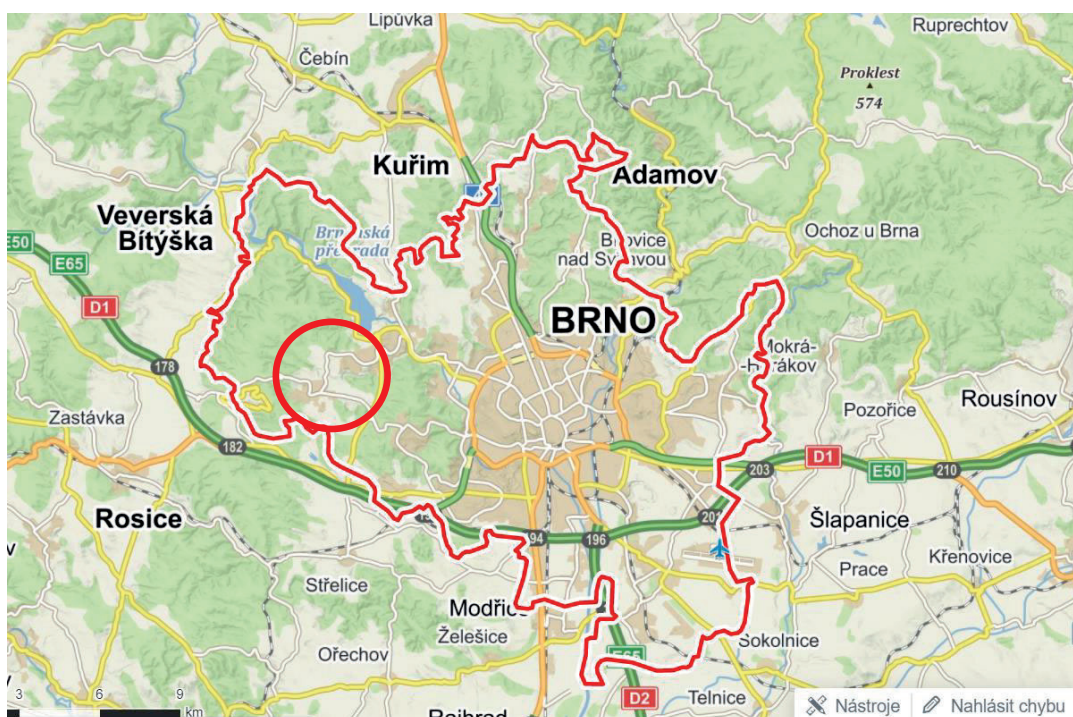 Lipůvka
Ruprechtov
Čebín
Proklest
574
Kuřim
Adamov
Veverská
Bítýška
Brněnská
přehrada
Ochoz u Brna
Bílovice
nad Svitavou
E50
E65
D1
BRNO
Mokrá-
-Horákov
178
Zastávka
Pozořice
Rousínov
182
203
D1
E50
210
Rosice
201
Šlapanice
194
196
Křenovice
Střelice
Prace
Modřice
Želešice
Sokolnice
Ořechov
E65
D2
Telnice
3
6
9
km
Rajhrad
Nástroje
Nahlásit chybu